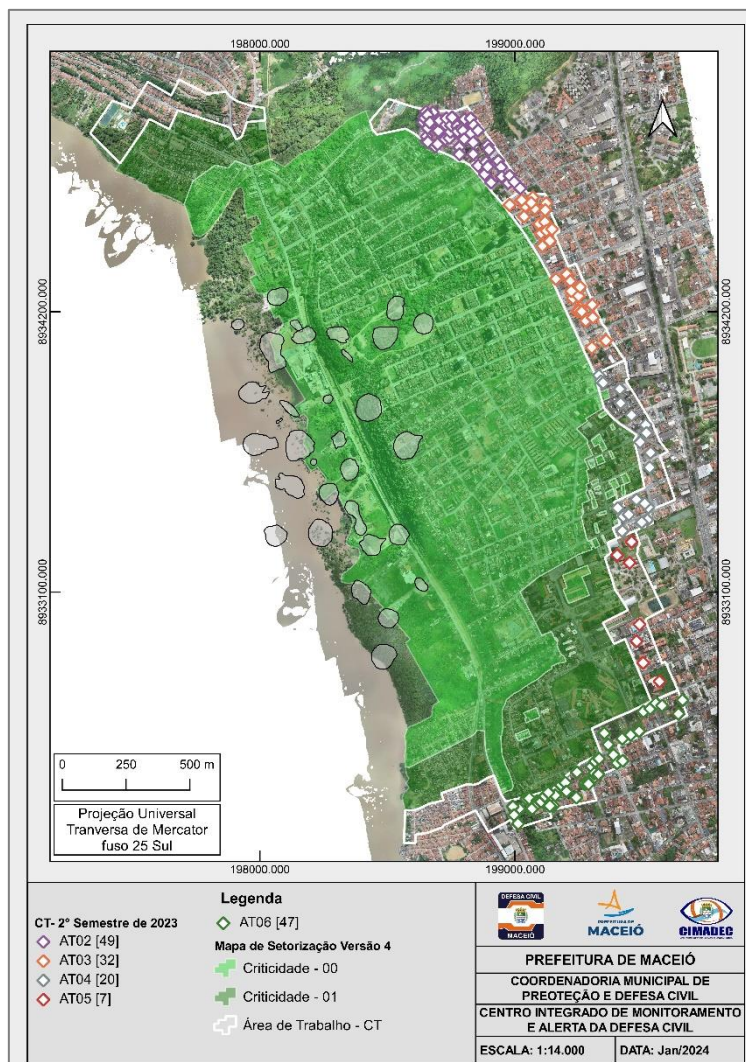 198000.000
199000.000
8934200.000
8934200.000
8933100.000
8933100.000
0 250 500 m
Projeção Universal
Tranversa de Mercator
fuso 25 Sul
198000.000
199000.000
Legenda
CT- 2° Semestre de 2023
AT02 [49]
AT03 [32]
AT04 [20]
AT05 [7]
AT06 [47]
Mapa de Setorização Versão 4
Criticidade - 00
Criticidade - 01
Área de Trabalho - CT
DEFESA CIVIL
MACEIÓ
PREFEITURA DE
MACEIÓ
CIMADEC
PREFEITURA DE MACEIÓ
COORDENADORIA MUNICIPAL DE
PREOTEÇÃO E DEFESA CIVIL
CENTRO INTEGRADO DE MONITORAMENTO
E ALERTA DA DEFESA CIVIL
ESCALA: 1:14.000
DATA: Jan/2024